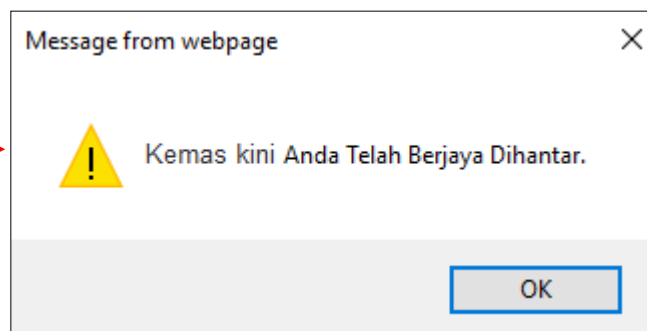 Message from webpage
Kemas kini Anda Telah Berjaya Dihantar.
OK